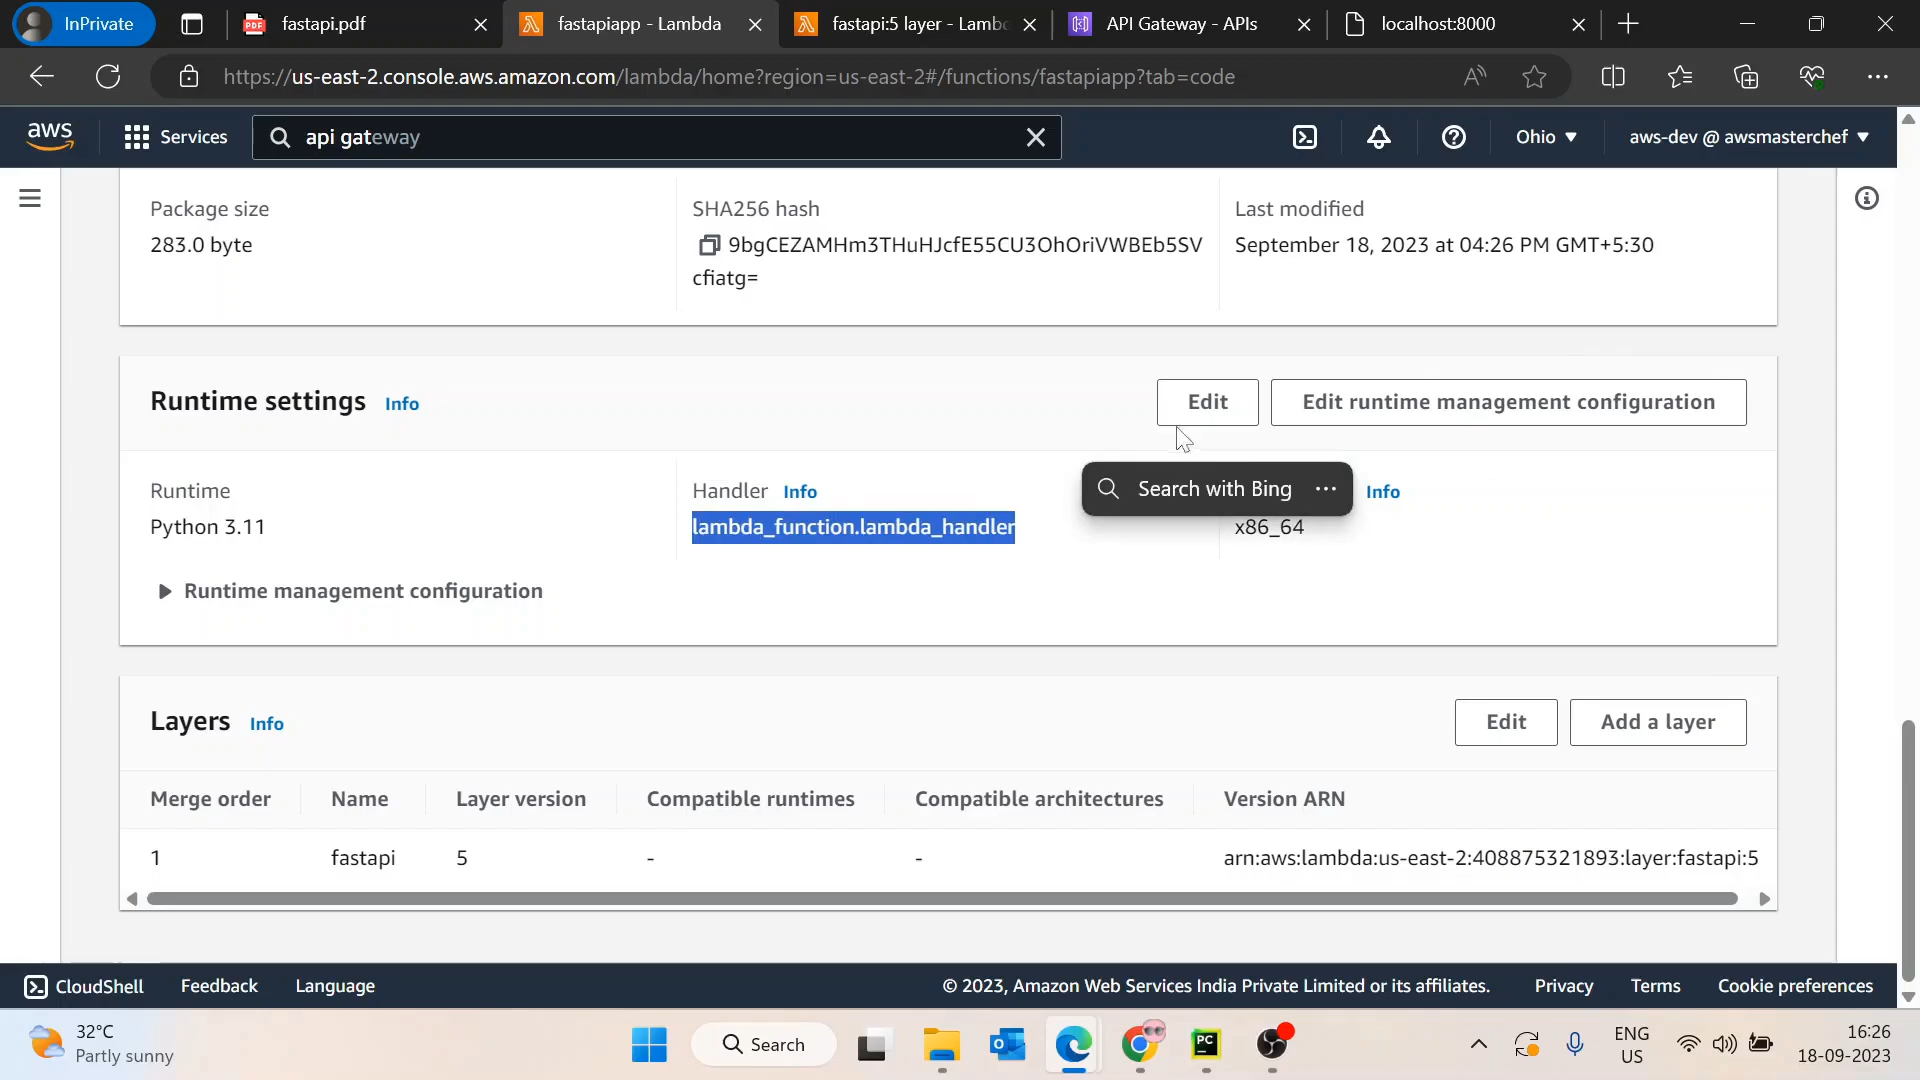 InPrivate
fastapi.pdf
fastapiapp - Lambda
fastapi:5 layer - Lambd
API Gateway - APIs
localhost:8000
https://us-east-2.console.aws.amazon.com/lambda/home?region=us-east-2#/functions/fastapiapp?tab=code
aws
Services
api gateway
Ohio
aws-dev @ awsmasterchef
Package size
283.0 byte
SHA256 hash
9bgCEZAMHm3THuHJcfE55CU3OhOriVWBEb5SV
cfiatg=
Last modified
September 18, 2023 at 04:26 PM GMT+5:30
Runtime settings Info
Edit
Edit runtime management configuration
Runtime
Python 3.11
Handler Info
lambda_function.lambda_handler
Search with Bing
Info
x86_64
Runtime management configuration
Layers Info
Edit
Add a layer
Merge order Name Layer version Compatible runtimes Compatible architectures Version ARN
1 fastapi 5 - - arn:aws:lambda:us-east-2:408875321893:layer:fastapi:5
CloudShell Feedback Language
© 2023, Amazon Web Services India Private Limited or its affiliates. Privacy Terms Cookie preferences
32°C
Partly sunny
Search
PC
ENG
US
16:26
18-09-2023